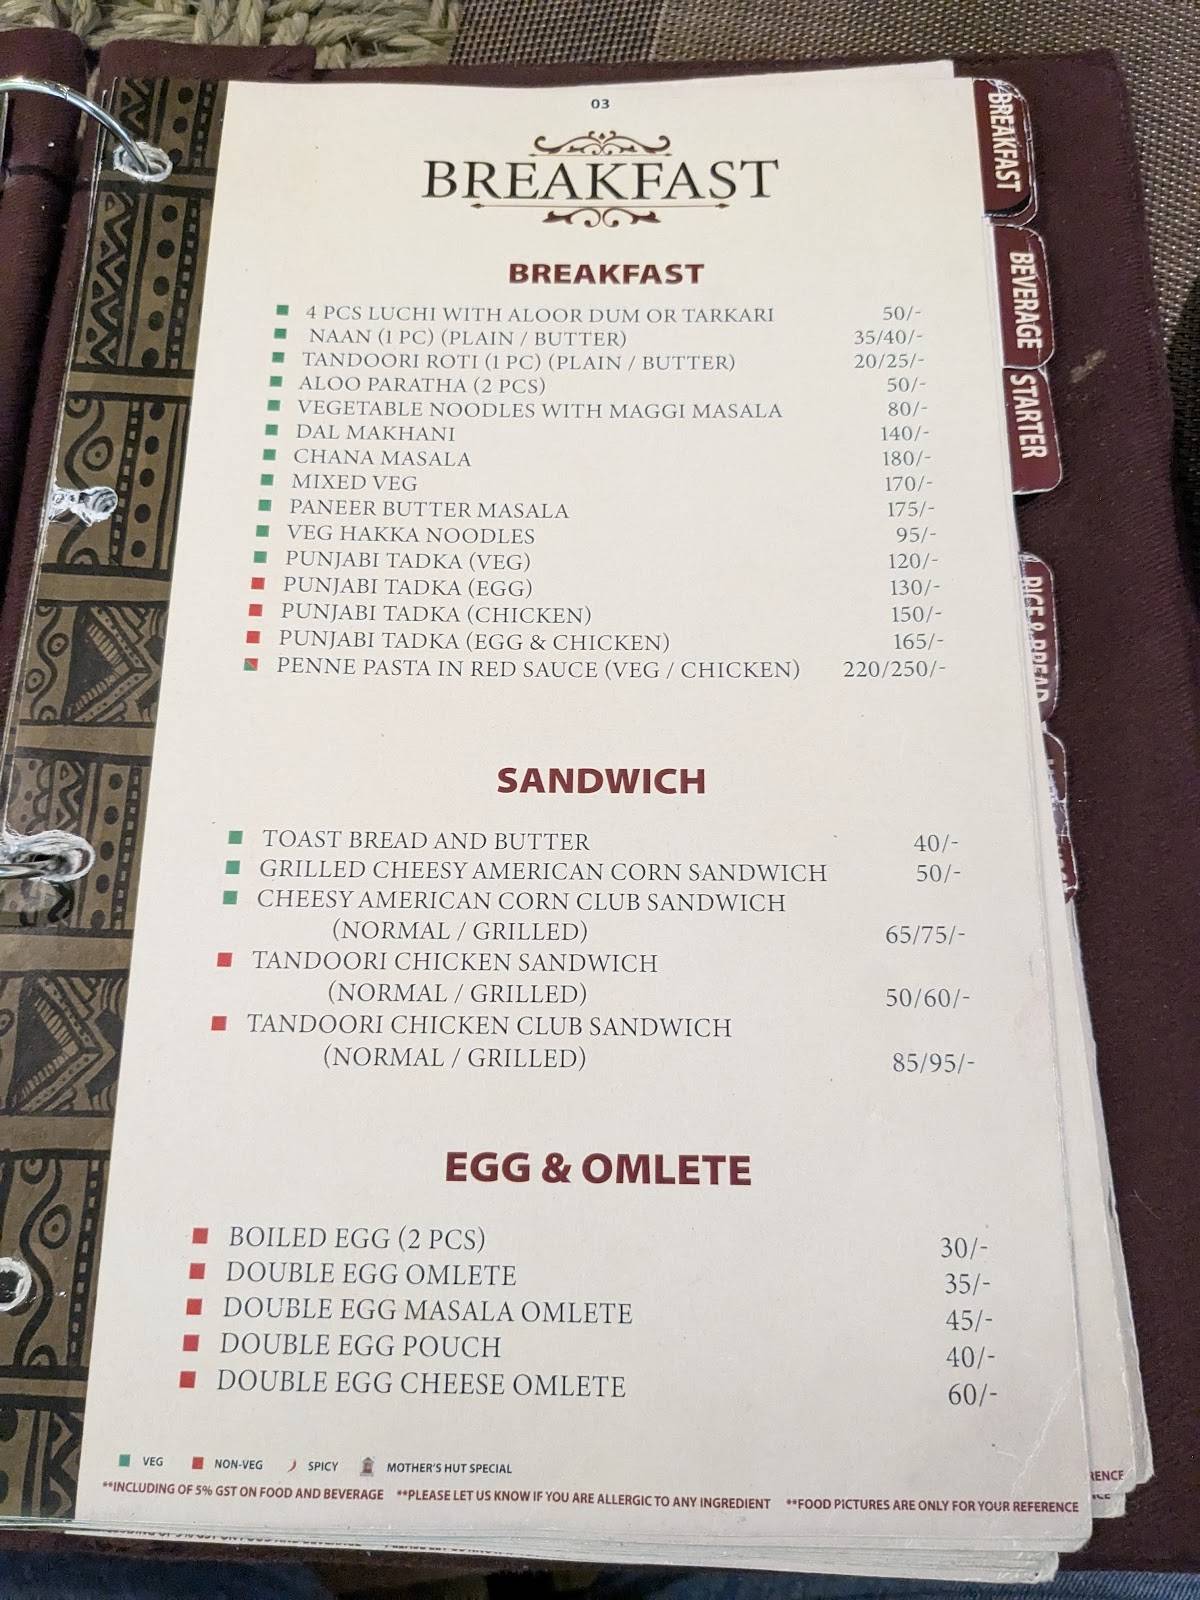 03
BREAKFAST
BREAKFAST
4 PCS LUCHI WITH ALOOR DUM OR TARKARI 50/-
NAAN (1 PC) (PLAIN / BUTTER) 35/40/-
TANDOORI ROTI (1 PC) (PLAIN / BUTTER) 20/25/-
ALOO PARATHA (2 PCS) 50/-
VEGETABLE NOODLES WITH MAGGI MASALA 80/-
DAL MAKHANI 140/-
CHANA MASALA 180/-
MIXED VEG 170/-
PANEER BUTTER MASALA 175/-
VEG HAKKA NOODLES 95/-
PUNJABI TADKA (VEG) 120/-
PUNJABI TADKA (EGG) 130/-
PUNJABI TADKA (CHICKEN) 150/-
PUNJABI TADKA (EGG & CHICKEN) 165/-
PENNE PASTA IN RED SAUCE (VEG / CHICKEN) 220/250/-
SANDWICH
TOAST BREAD AND BUTTER 40/-
GRILLED CHEESY AMERICAN CORN SANDWICH 50/-
CHEESY AMERICAN CORN CLUB SANDWICH
(NORMAL / GRILLED) 65/75/-
TANDOORI CHICKEN SANDWICH
(NORMAL / GRILLED) 50/60/-
TANDOORI CHICKEN CLUB SANDWICH
(NORMAL / GRILLED) 85/95/-
EGG & OMLETE
BOILED EGG (2 PCS) 30/-
DOUBLE EGG OMLETE 35/-
DOUBLE EGG MASALA OMLETE 45/-
DOUBLE EGG POUCH 40/-
DOUBLE EGG CHEESE OMLETE 60/-
VEG NON-VEG SPICY MOTHER'S HUT SPECIAL
**INCLUDING OF 5% GST ON FOOD AND BEVERAGE **PLEASE LET US KNOW IF YOU ARE ALLERGIC TO ANY INGREDIENT **FOOD PICTURES ARE ONLY FOR YOUR REFERENCE
BREAKFAST
BEVERAGE
STARTER
RICE & BREAD